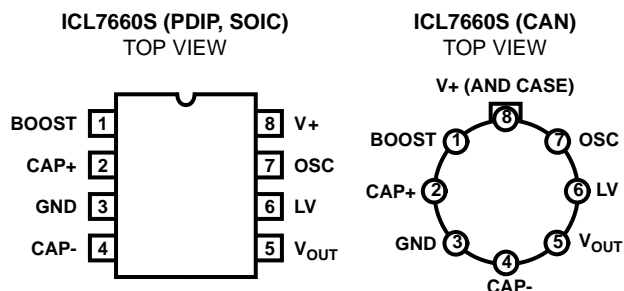 ICL7660S (PDIP, SOIC)
TOP VIEW
BOOST 1
8 V+
CAP+ 2
7 OSC
GND 3
6 LV
CAP- 4
5 VOUT
ICL7660S (CAN)
TOP VIEW
V+ (AND CASE)
8
BOOST 1
7 OSC
CAP+ 2
6 LV
GND 3
5 VOUT
4
CAP-